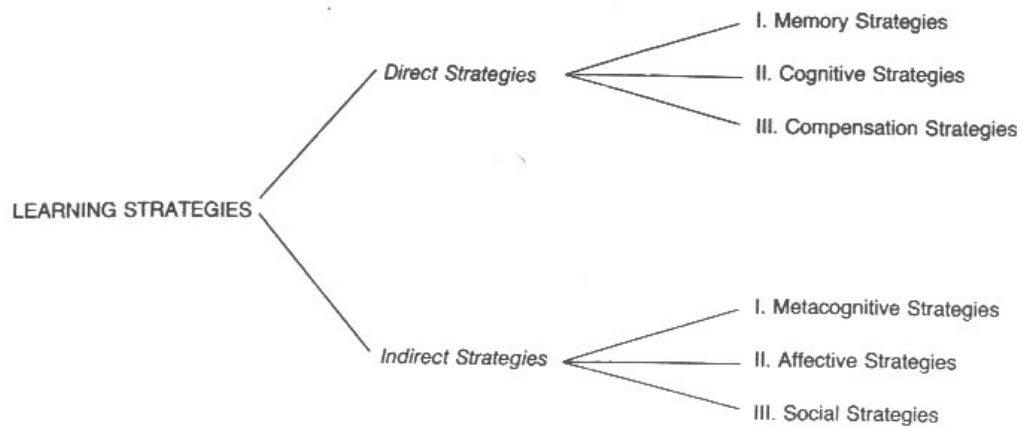 I. Memory Strategies
Direct Strategies
II. Cognitive Strategies
III. Compensation Strategies
LEARNING STRATEGIES
I. Metacognitive Strategies
Indirect Strategies
II. Affective Strategies
III. Social Strategies